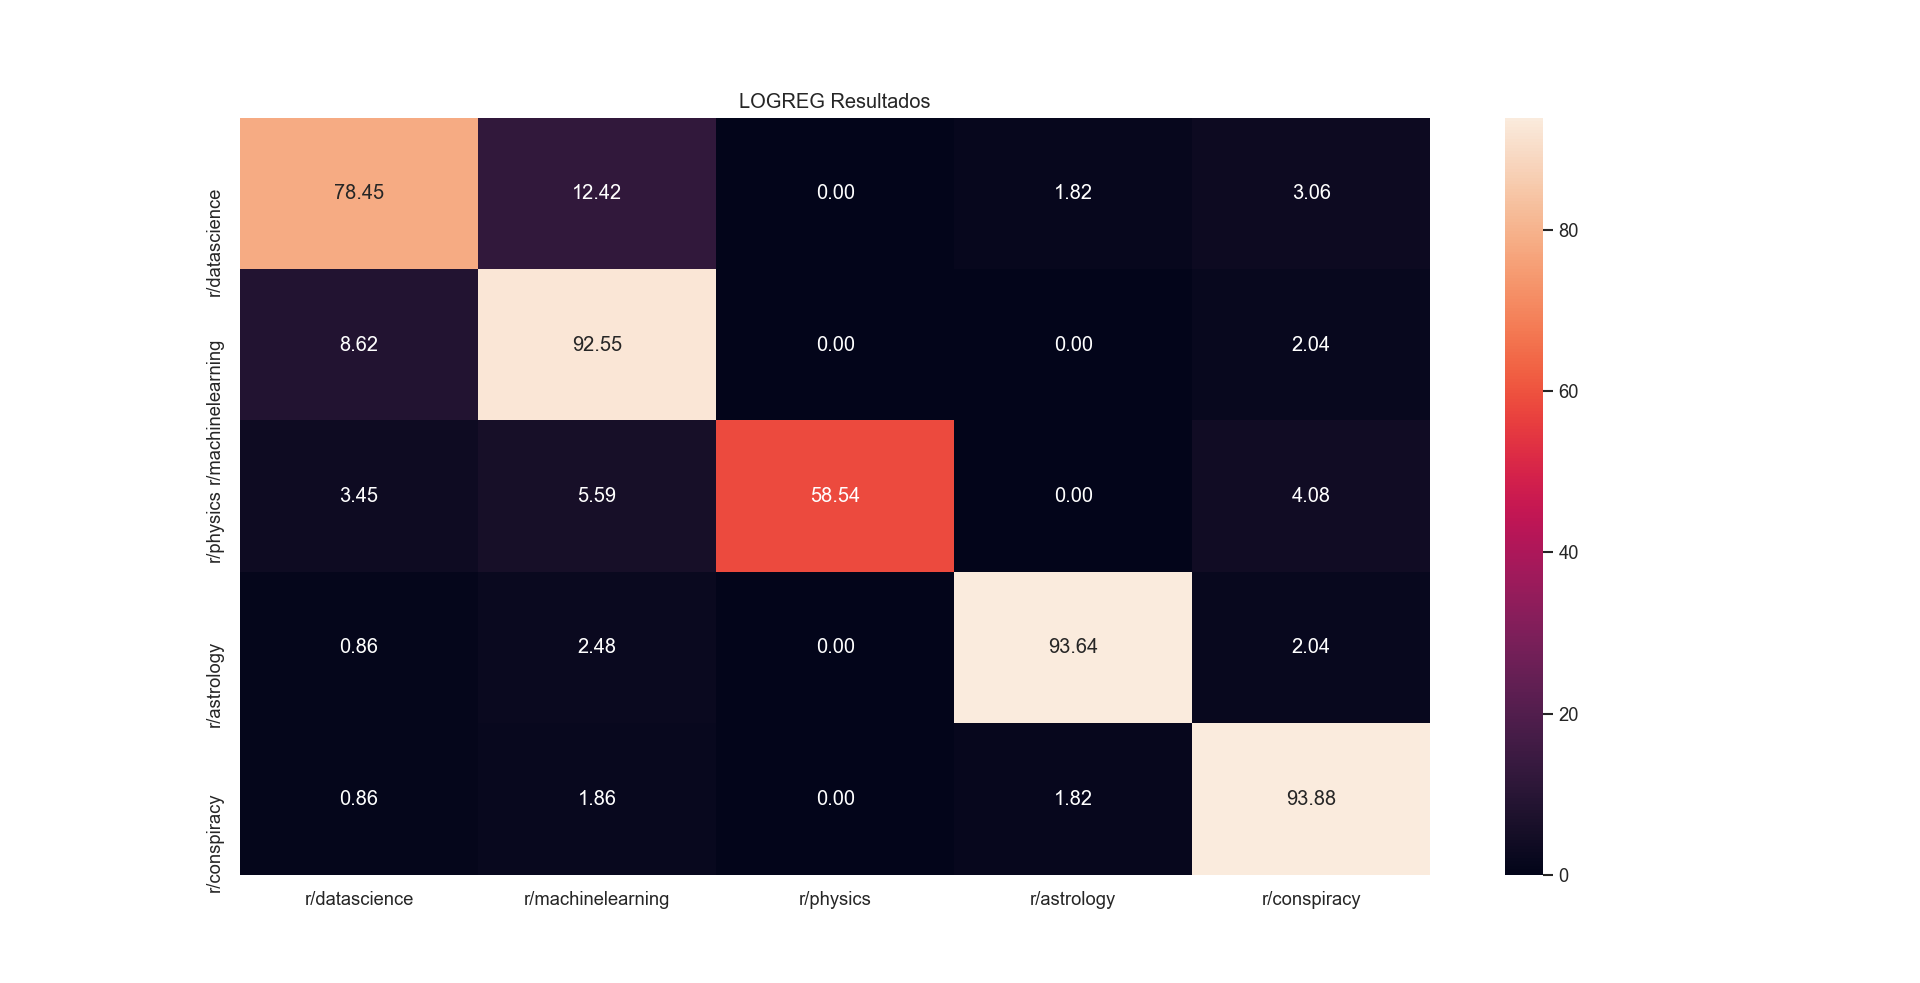 LOGREG Resultados
r/datascience
78.45 12.42 0.00 1.82 3.06
r/machinelearning
8.62 92.55 0.00 0.00 2.04
r/physics
3.45 5.59 58.54 0.00 4.08
r/astrology
0.86 2.48 0.00 93.64 2.04
r/conspiracy
0.86 1.86 0.00 1.82 93.88
r/datascience r/machinelearning r/physics r/astrology r/conspiracy
80
60
40
20
0